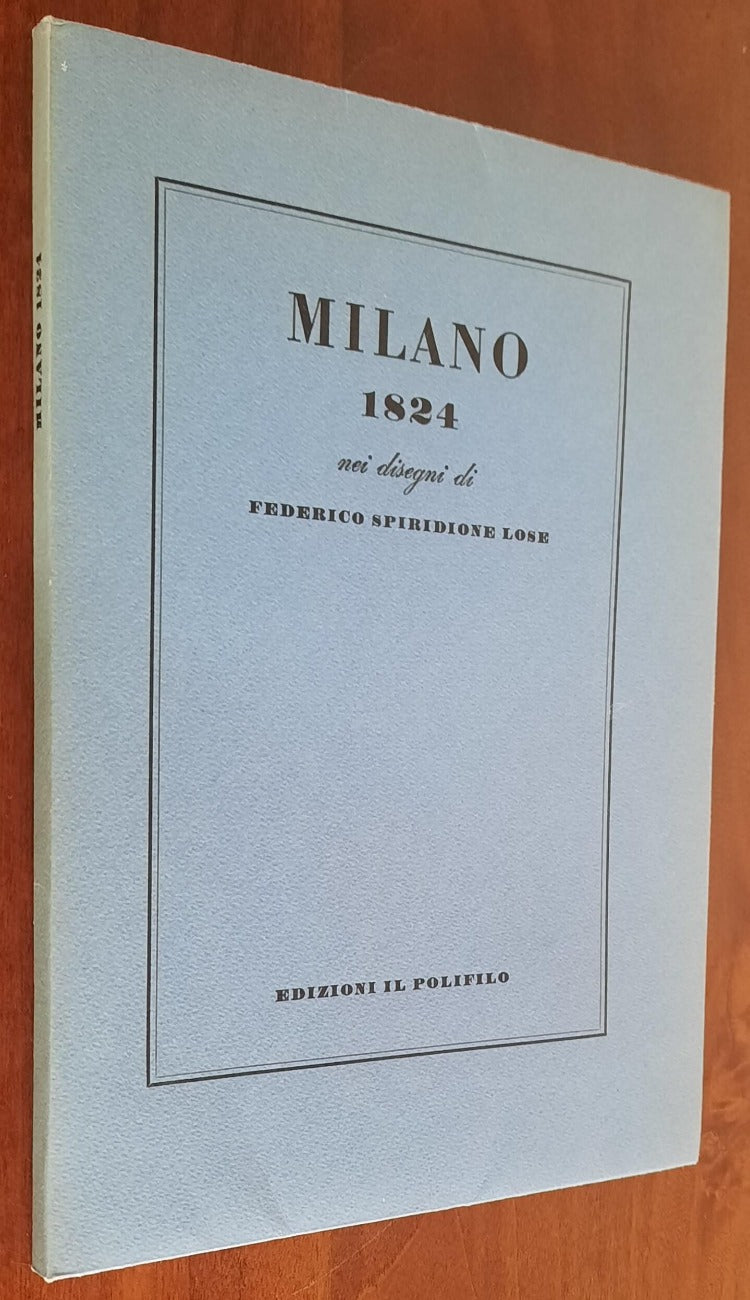 MILANO 1824
MILANO
1824
nei disegni di
FEDERICO SPIRIDIONE LOSE
EDIZIONI IL POLIFILO